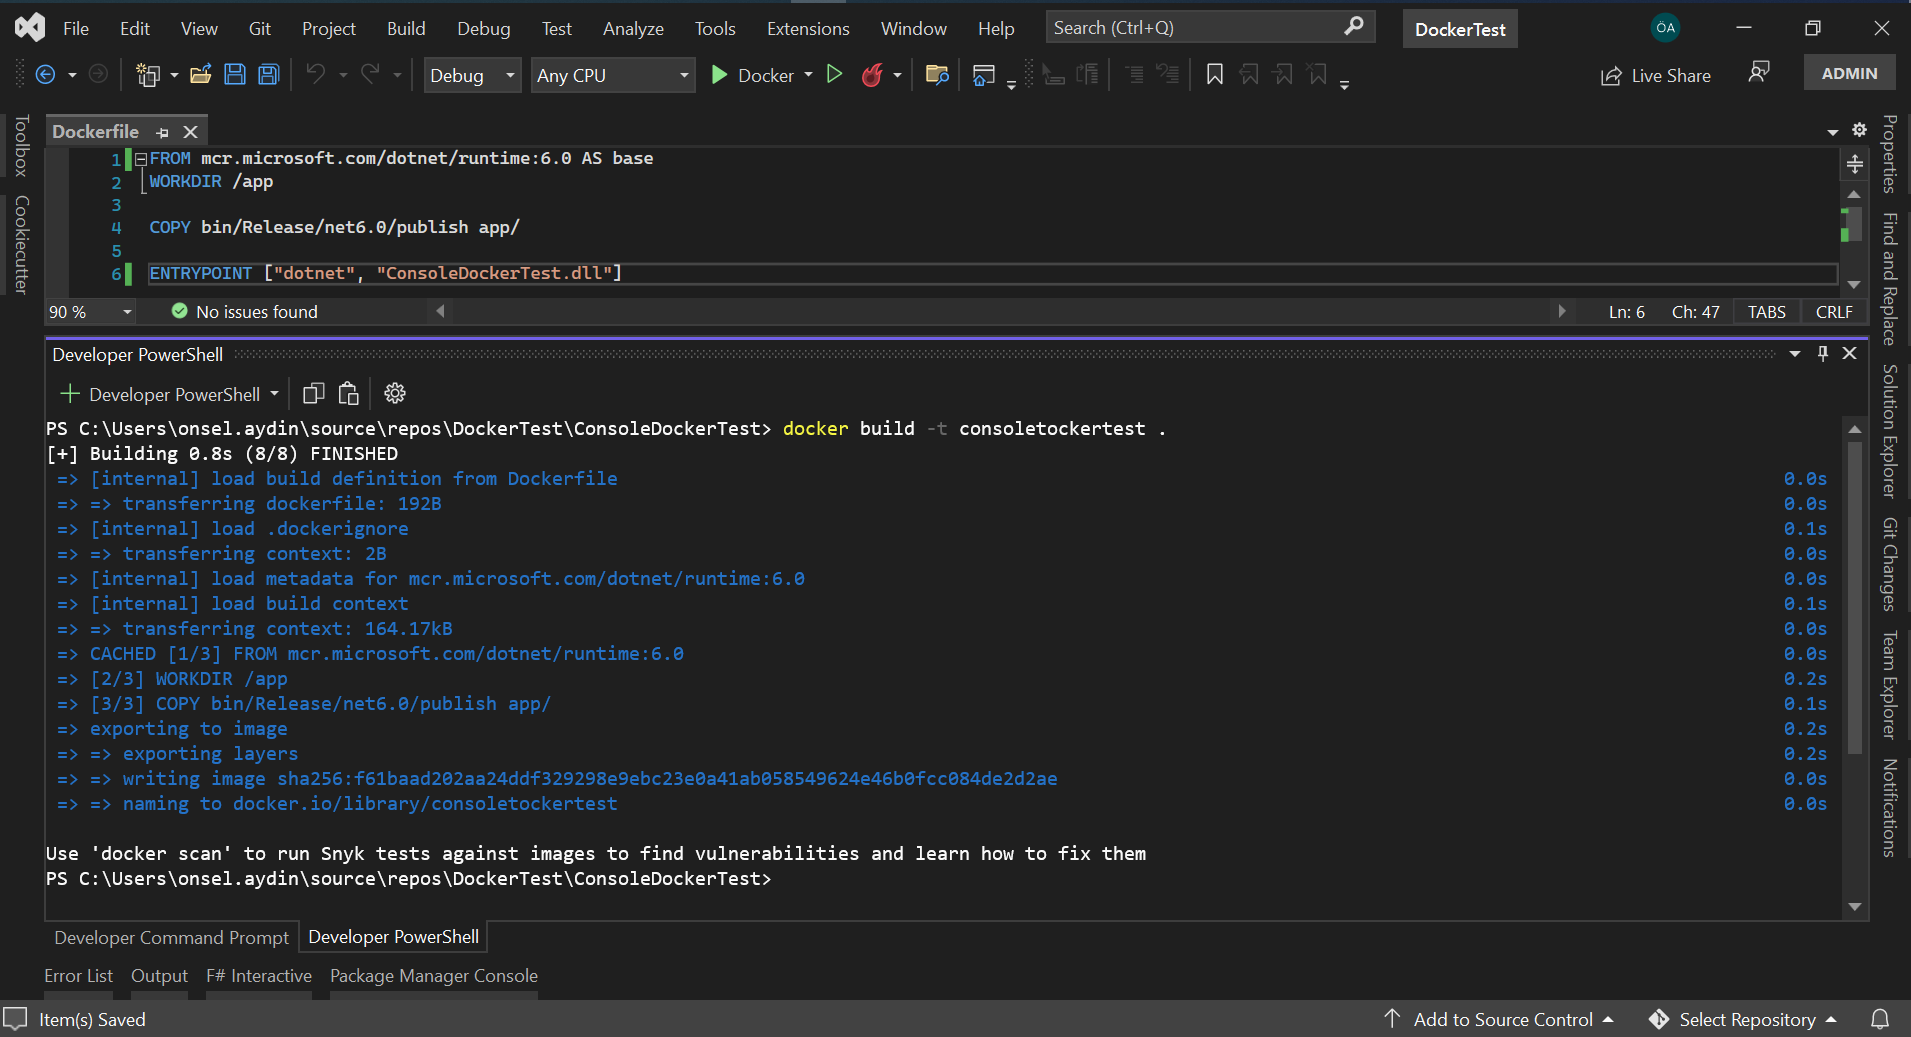 File Edit View Git Project Build Debug Test Analyze Tools Extensions Window Help Search (Ctrl+Q) DockerTest ÖA
Debug Any CPU Docker Live Share ADMIN
Toolbox
Cookiecutter
Dockerfile
1 FROM mcr.microsoft.com/dotnet/runtime:6.0 AS base
2 WORKDIR /app
3
4 COPY bin/Release/net6.0/publish app/
5
6 ENTRYPOINT ["dotnet", "ConsoleDockerTest.dll"]
90 % No issues found Ln: 6 Ch: 47 TABS CRLF
Developer PowerShell
Developer PowerShell
PS C:\Users\onsel.aydin\source\repos\DockerTest\ConsoleDockerTest> docker build -t consoletockertest .
[+] Building 0.8s (8/8) FINISHED
=> [internal] load build definition from Dockerfile 0.0s
=> => transferring dockerfile: 192B 0.0s
=> [internal] load .dockerignore 0.1s
=> => transferring context: 2B 0.0s
=> [internal] load metadata for mcr.microsoft.com/dotnet/runtime:6.0 0.0s
=> [internal] load build context 0.1s
=> => transferring context: 164.17kB 0.0s
=> CACHED [1/3] FROM mcr.microsoft.com/dotnet/runtime:6.0 0.0s
=> [2/3] WORKDIR /app 0.2s
=> [3/3] COPY bin/Release/net6.0/publish app/ 0.1s
=> exporting to image 0.2s
=> => exporting layers 0.2s
=> => writing image sha256:f61baad202aa24ddf329298e9ebc23e0a41ab058549624e46b0fcc084de2d2ae 0.0s
=> => naming to docker.io/library/consoletockertest 0.0s
Use 'docker scan' to run Snyk tests against images to find vulnerabilities and learn how to fix them
PS C:\Users\onsel.aydin\source\repos\DockerTest\ConsoleDockerTest>
Developer Command Prompt Developer PowerShell
Error List Output F# Interactive Package Manager Console
Item(s) Saved Add to Source Control Select Repository
Properties
Find and Replace
Solution Explorer
Git Changes
Team Explorer
Notifications